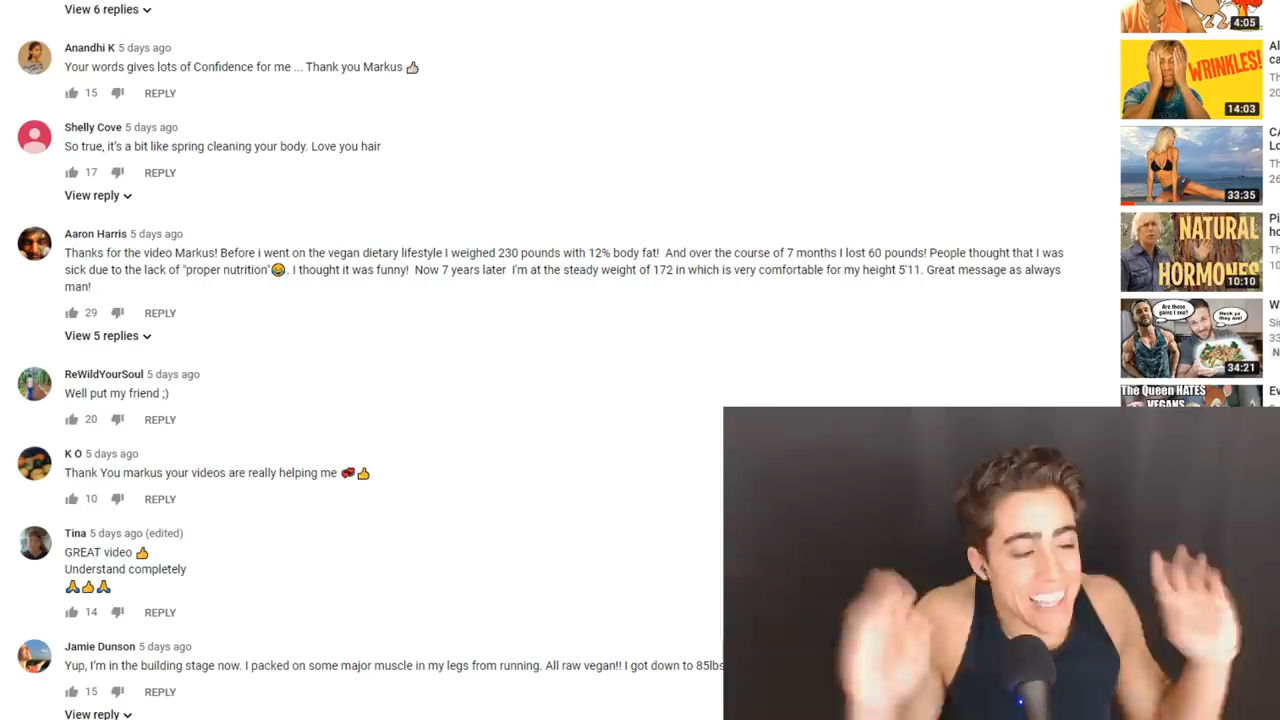 View 6 replies
Anandhi K 5 days ago
Your words gives lots of Confidence for me ... Thank you Markus 👍🏻
15 REPLY
Shelly Cove 5 days ago
So true, it's a bit like spring cleaning your body. Love you hair
17 REPLY
View reply
Aaron Harris 5 days ago
Thanks for the video Markus! Before i went on the vegan dietary lifestyle I weighed 230 pounds with 12% body fat! And over the course of 7 months I lost 60 pounds! People thought that I was
sick due to the lack of "proper nutrition"😂. I thought it was funny! Now 7 years later I'm at the steady weight of 172 in which is very comfortable for my height 5'11. Great message as always
man!
29 REPLY
View 5 replies
ReWildYourSoul 5 days ago
Well put my friend ;)
20 REPLY
K O 5 days ago
Thank You markus your videos are really helping me 💞👍
10 REPLY
Tina 5 days ago (edited)
GREAT video 👍
Understand completely
🙏👍🙏
14 REPLY
Jamie Dunson 5 days ago
Yup, I'm in the building stage now. I packed on some major muscle in my legs from running. All raw vegan!! I got down to 85lbs
15 REPLY
View reply
4:05
WRINKLES!
14:03
33:35
NATURAL
HORMONES
10:10
Are those
gains I see?
Heck ya
they are!
34:21
The Queen HATES
VEGANS